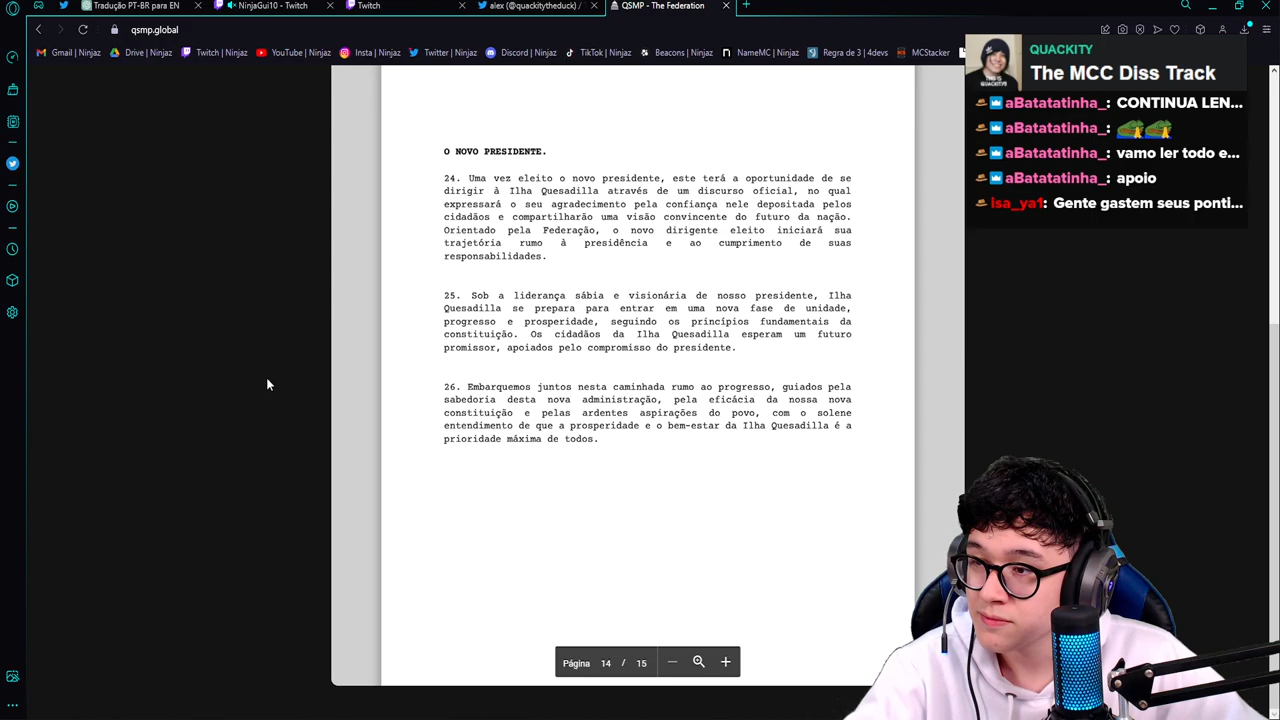 Tradução PT-BR para EN
NinjaGui10 - Twitch
Twitch
alex (@quackitytheduck) /
QSMP - The Federation
qsmp.global
Gmail | Ninjaz
Drive | Ninjaz
Twitch | Ninjaz
YouTube | Ninjaz
Insta | Ninjaz
Twitter | Ninjaz
Discord | Ninjaz
TikTok | Ninjaz
Beacons | Ninjaz
NameMC | Ninjaz
Regra de 3 | 4devs
MCStacker
QUACKITY
The MCC Diss Track
aBatatatinha_: CONTINUA LEN...
aBatatatinha_:
aBatatatinha_: vamo ler todo e...
aBatatatinha_: apoio
isa_ya1: Gente gastem seus ponti...
O NOVO PRESIDENTE.
24. Uma vez eleito o novo presidente, este terá a oportunidade de se
dirigir à Ilha Quesadilla através de um discurso oficial, no qual
expressará o seu agradecimento pela confiança nele depositada pelos
cidadãos e compartilharão uma visão convincente do futuro da nação.
Orientado pela Federação, o novo dirigente eleito iniciará sua
trajetória rumo à presidência e ao cumprimento de suas
responsabilidades.
25. Sob a liderança sábia e visionária de nosso presidente, Ilha
Quesadilla se prepara para entrar em uma nova fase de unidade,
progresso e prosperidade, seguindo os princípios fundamentais da
constituição. Os cidadãos da Ilha Quesadilla esperam um futuro
promissor, apoiados pelo compromisso do presidente.
26. Embarquemos juntos nesta caminhada rumo ao progresso, guiados pela
sabedoria desta nova administração, pela eficácia da nossa nova
constituição e pelas ardentes aspirações do povo, com o solene
entendimento de que a prosperidade e o bem-estar da Ilha Quesadilla é a
prioridade máxima de todos.
Página 14 / 15